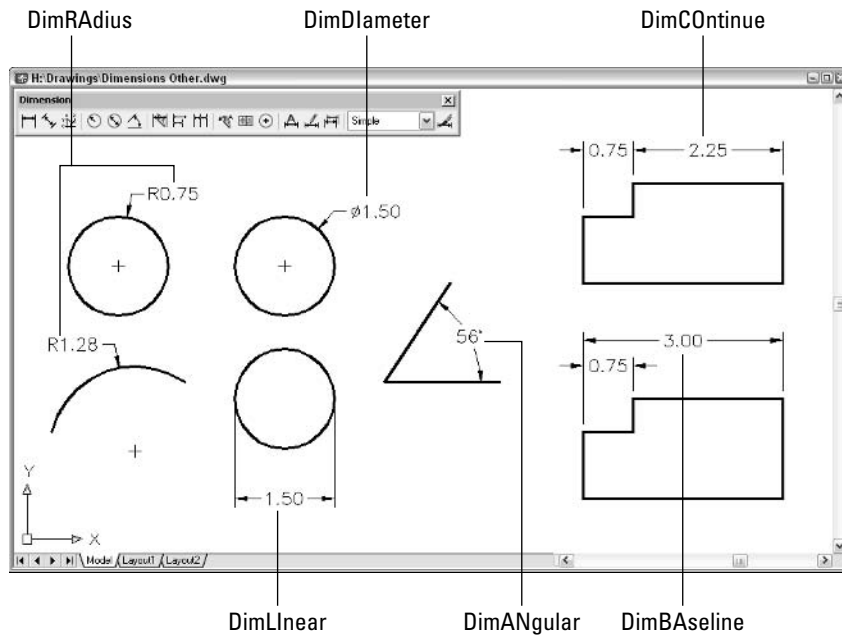 DimRAdius DimDIameter DimCOntinue
H:\Drawings\Dimensions Other.dwg
Dimension
Simple
0.75 2.25
R0.75
ø1.50
R1.28
56°
3.00
0.75
1.50
Y
X
Model Layout1 Layout2
DimLInear DimANgular DimBAseline